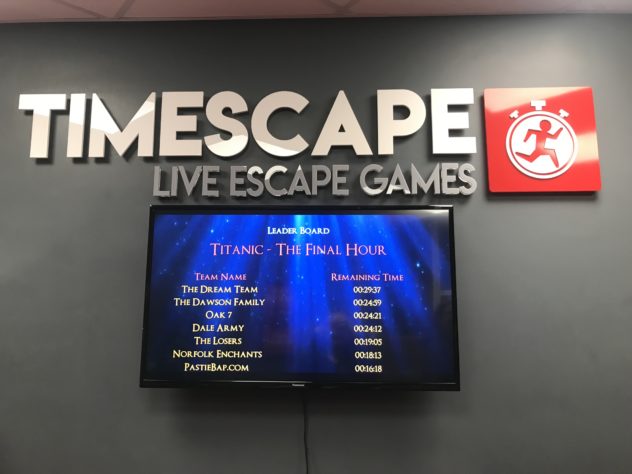 TIMESCAPE
LIVE ESCAPE GAMES
LEADER BOARD
TITANIC - THE FINAL HOUR
TEAM NAME REMAINING TIME
THE DREAM TEAM 00:29:37
THE DAWSON FAMILY 00:24:59
OAK 7 00:24:21
DALE ARMY 00:24:12
THE LOSERS 00:19:05
NORFOLK ENCHANTS 00:18:13
PASTIEBAP.COM 00:16:18